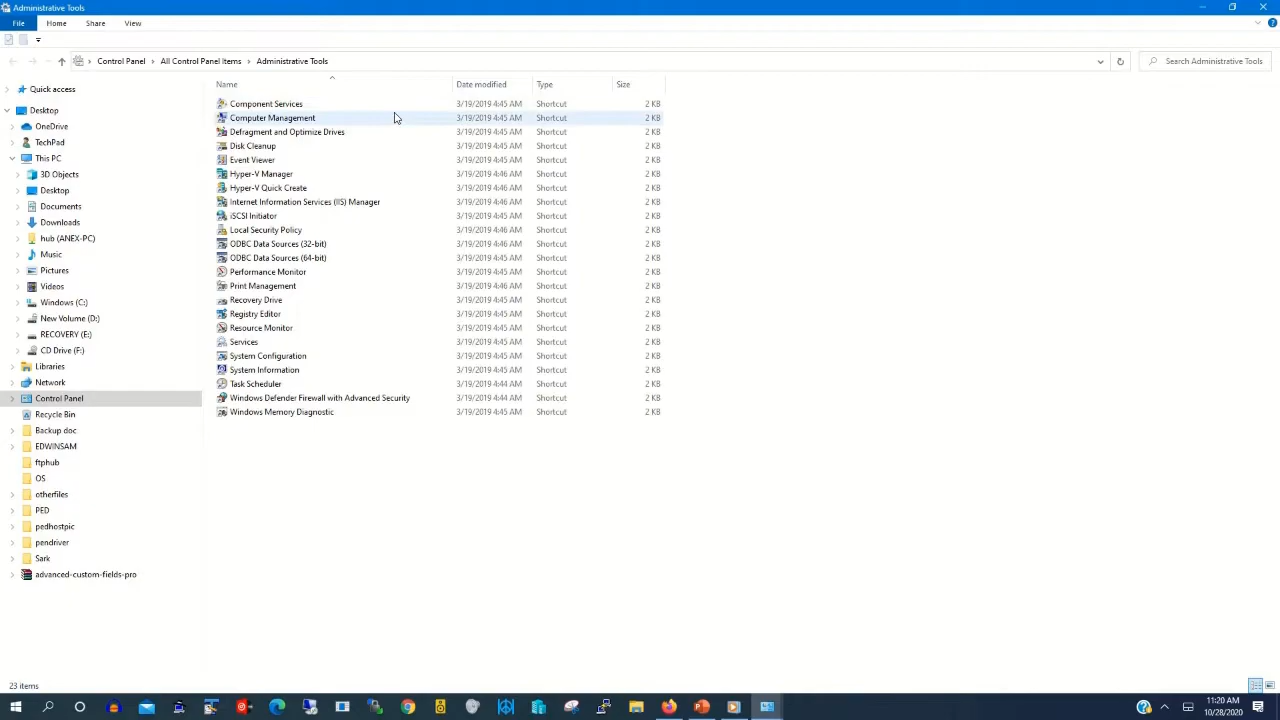 Administrative Tools
File Home Share View
Control Panel All Control Panel Items Administrative Tools Search Administrative Tools
Name Date modified Type Size
Quick access
Desktop
OneDrive
TechPad
This PC
3D Objects
Desktop
Documents
Downloads
hub (ANEX-PC)
Music
Pictures
Videos
Windows (C:)
New Volume (D:)
RECOVERY (E:)
CD Drive (F:)
Libraries
Network
Control Panel
Recycle Bin
Backup doc
EDWINSAM
ftphub
OS
otherfiles
PED
pedhostpic
pendriver
Sark
advanced-custom-fields-pro
Component Services 3/19/2019 4:45 AM Shortcut 2 KB
Computer Management 3/19/2019 4:45 AM Shortcut 2 KB
Defragment and Optimize Drives 3/19/2019 4:45 AM Shortcut 2 KB
Disk Cleanup 3/19/2019 4:45 AM Shortcut 2 KB
Event Viewer 3/19/2019 4:45 AM Shortcut 2 KB
Hyper-V Manager 3/19/2019 4:46 AM Shortcut 2 KB
Hyper-V Quick Create 3/19/2019 4:46 AM Shortcut 2 KB
Internet Information Services (IIS) Manager 3/19/2019 4:46 AM Shortcut 2 KB
iSCSI Initiator 3/19/2019 4:45 AM Shortcut 2 KB
Local Security Policy 3/19/2019 4:46 AM Shortcut 2 KB
ODBC Data Sources (32-bit) 3/19/2019 4:45 AM Shortcut 2 KB
ODBC Data Sources (64-bit) 3/19/2019 4:45 AM Shortcut 2 KB
Performance Monitor 3/19/2019 4:45 AM Shortcut 2 KB
Print Management 3/19/2019 4:46 AM Shortcut 2 KB
Recovery Drive 3/19/2019 4:45 AM Shortcut 2 KB
Registry Editor 3/19/2019 4:45 AM Shortcut 2 KB
Resource Monitor 3/19/2019 4:45 AM Shortcut 2 KB
Services 3/19/2019 4:45 AM Shortcut 2 KB
System Configuration 3/19/2019 4:45 AM Shortcut 2 KB
System Information 3/19/2019 4:45 AM Shortcut 2 KB
Task Scheduler 3/19/2019 4:44 AM Shortcut 2 KB
Windows Defender Firewall with Advanced Security 3/19/2019 4:44 AM Shortcut 2 KB
Windows Memory Diagnostic 3/19/2019 4:45 AM Shortcut 2 KB
23 items
11:20 AM
10/28/2020